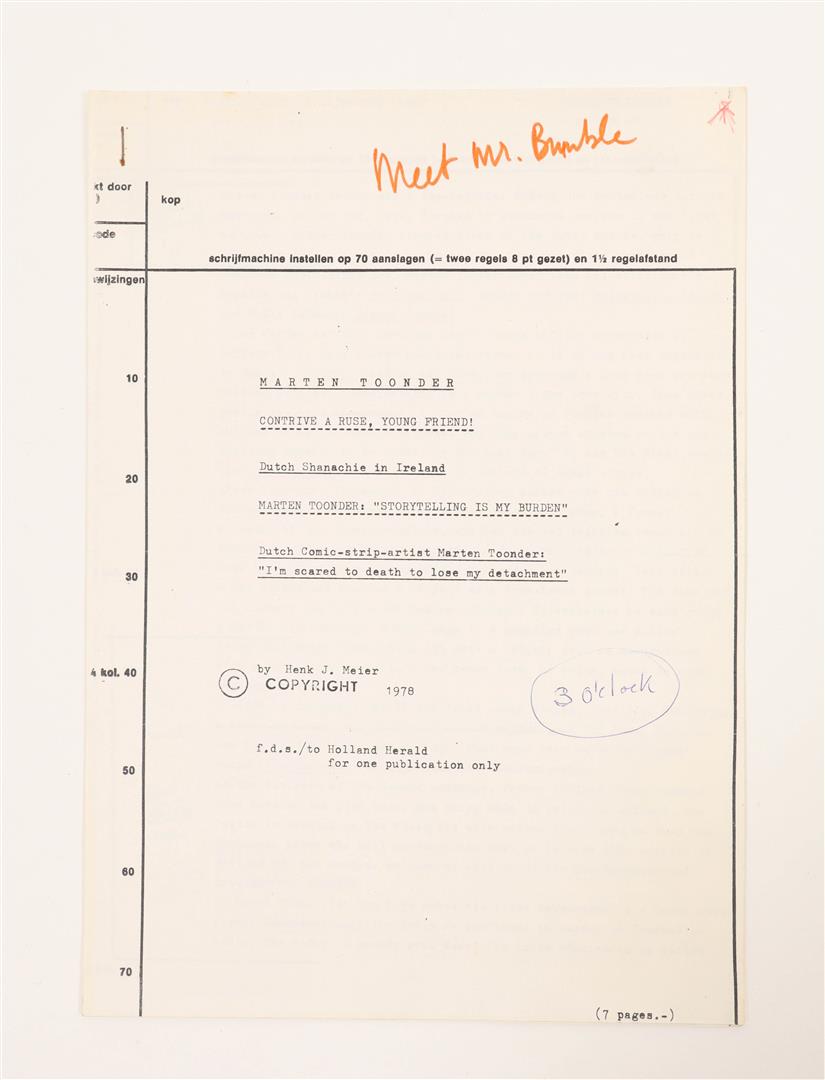 Meet Mr. Bumble
kt door
)
kop
ode
schrijfmachine instellen op 70 aanslagen (= twee regels 8 pt gezet) en 1½ regelafstand
wijzingen
10
MARTEN TOONDER
CONTRIVE A RUSE, YOUNG FRIEND!
Dutch Shanachie in Ireland
20
MARTEN TOONDER: "STORYTELLING IS MY BURDEN"
Dutch Comic-strip-artist Marten Toonder:
"I'm scared to death to lose my detachment"
30
4 kol. 40
by Henk J. Meier
© COPYRIGHT 1978
3 o'clock
f.d.s./to Holland Herald
for one publication only
50
60
70
(7 pages.-)